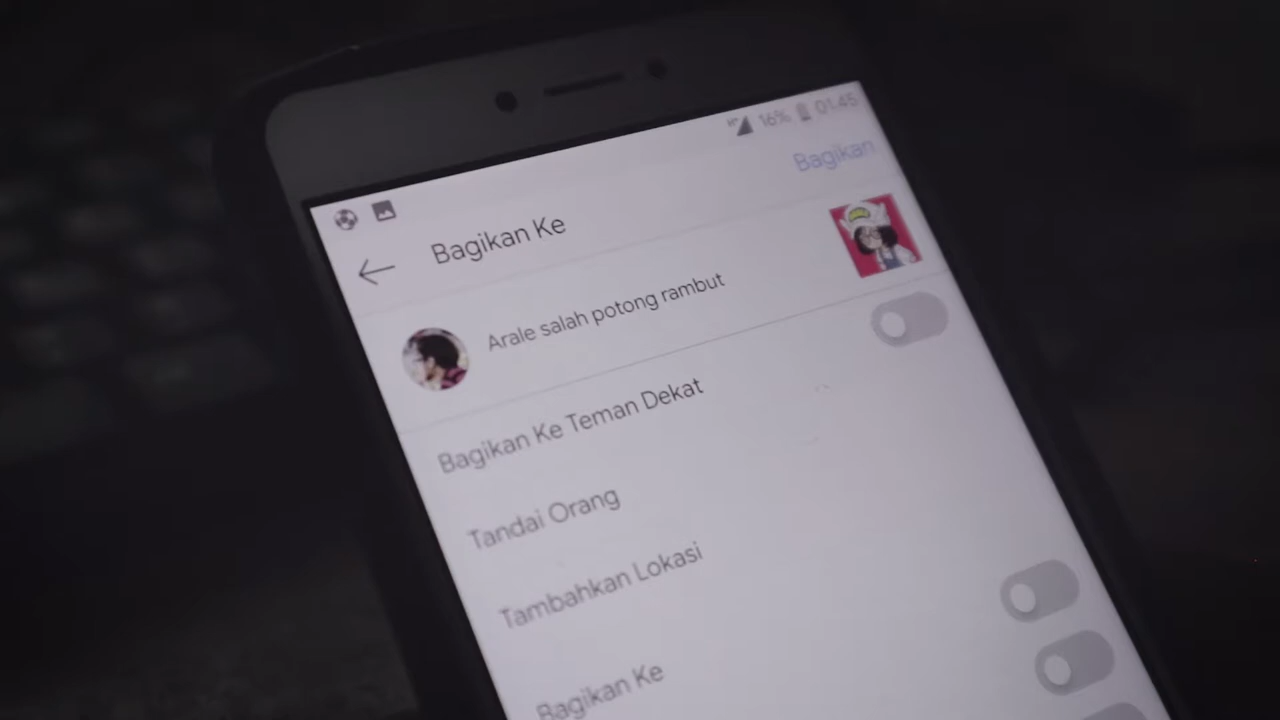 16% 01.45
Bagikan Ke
Bagikan
Arale salah potong rambut
Bagikan Ke Teman Dekat
Tandai Orang
Tambahkan Lokasi
Bagikan Ke